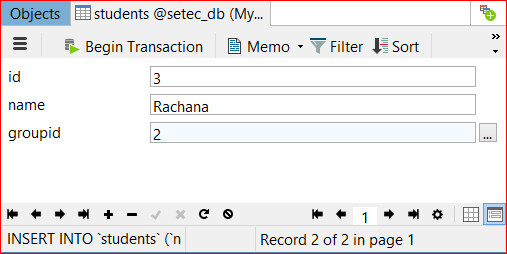 Objects students @setec_db (My...
Begin Transaction Memo Filter Sort
id 3
name Rachana
groupid 2 ...
1
INSERT INTO `students` (`n Record 2 of 2 in page 1